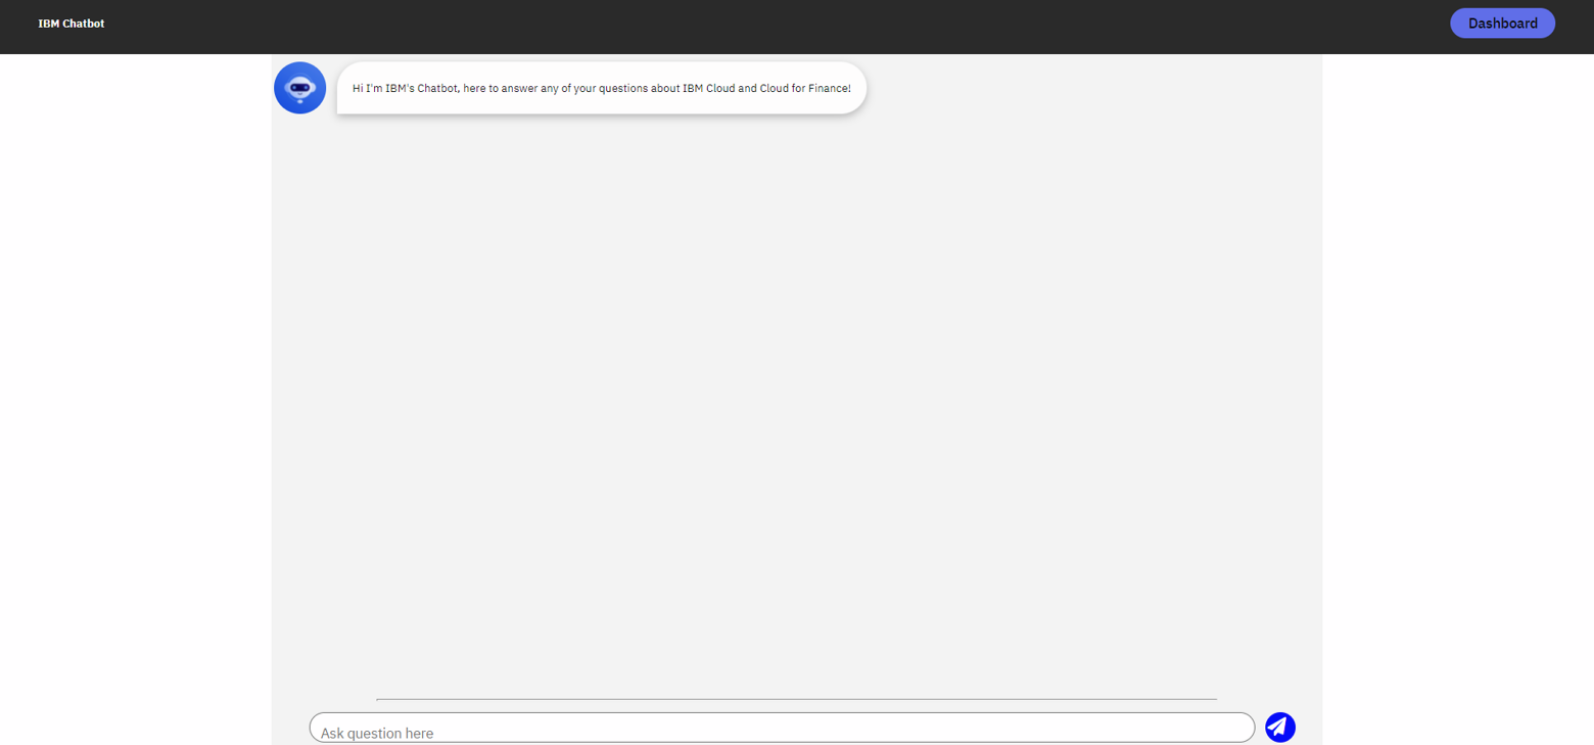 IBM Chatbot
Dashboard
Hi I'm IBM's Chatbot, here to answer any of your questions about IBM Cloud and Cloud for Finance!
Ask question here